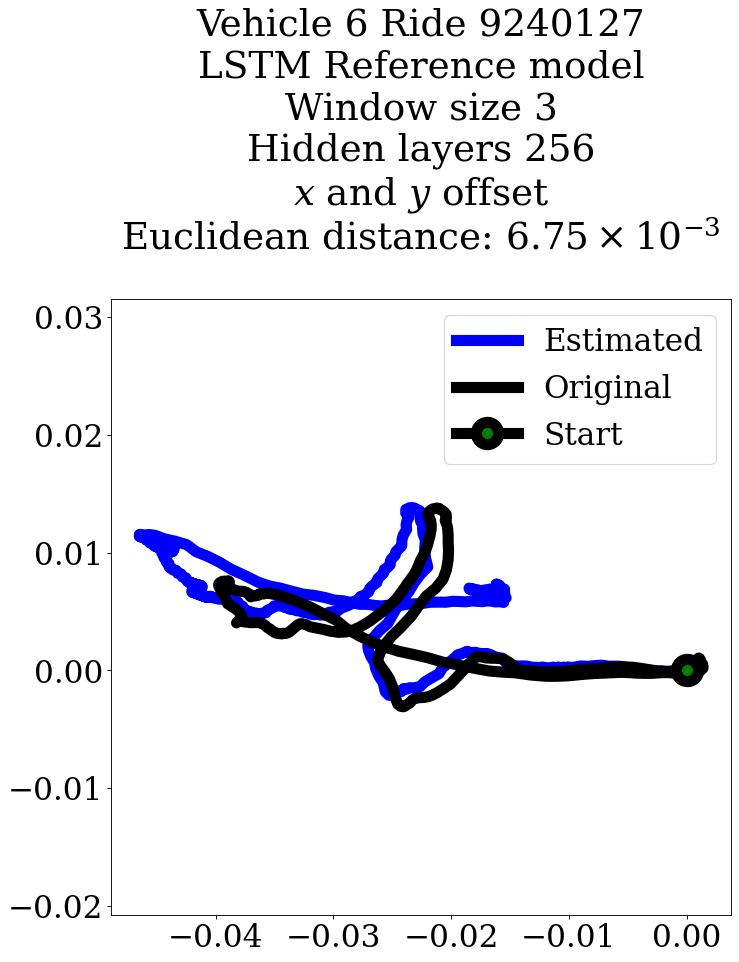 Vehicle 6 Ride 9240127
LSTM Reference model
Window size 3
Hidden layers 256
x and y offset
Euclidean distance: 6.75 × 10⁻³
0.03
Estimated
Original
0.02
Start
0.01
0.00
−0.01
−0.02
−0.04 −0.03 −0.02 −0.01 0.00